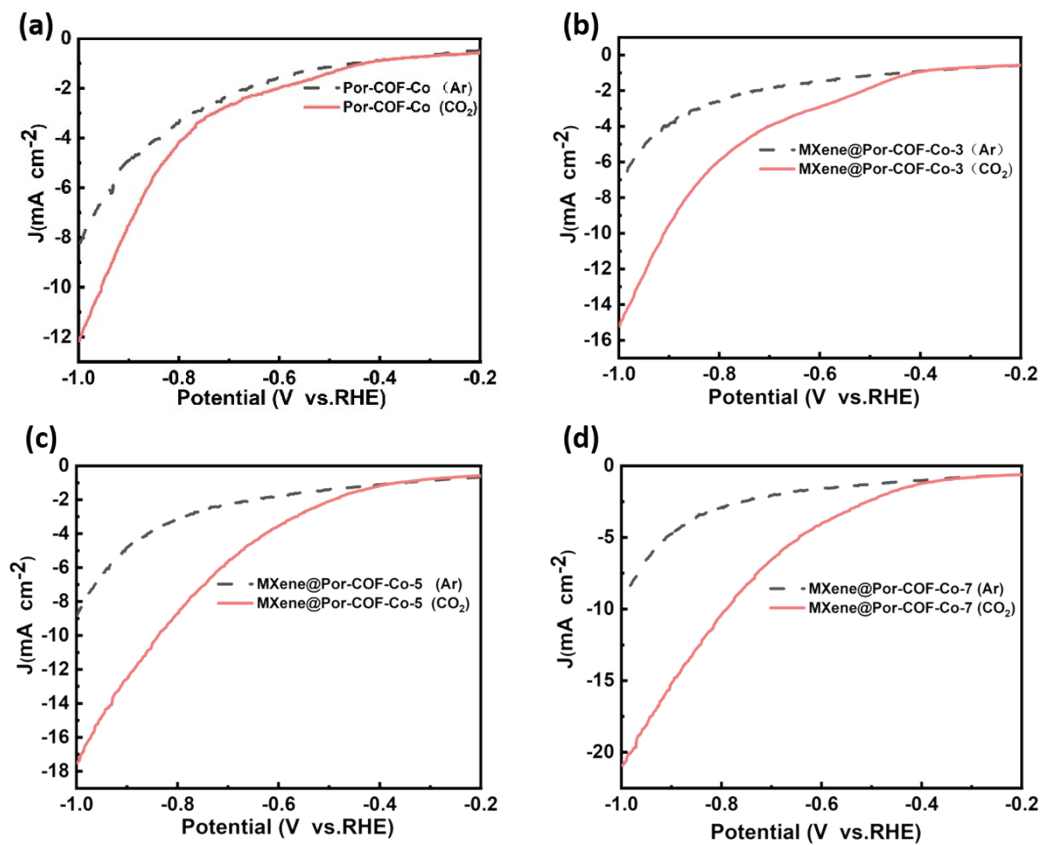 (a)
0
-2
-4
-6
-8
-10
-12
J(mA cm-2)
Por-COF-Co (Ar)
Por-COF-Co (CO2)
-1.0 -0.8 -0.6 -0.4 -0.2
Potential (V vs.RHE)
(b)
0
-2
-4
-6
-8
-10
-12
-14
-16
J(mA cm-2)
MXene@Por-COF-Co-3 (Ar)
MXene@Por-COF-Co-3 (CO2)
-1.0 -0.8 -0.6 -0.4 -0.2
Potential (V vs.RHE)
(c)
0
-2
-4
-6
-8
-10
-12
-14
-16
-18
J(mA cm-2)
MXene@Por-COF-Co-5 (Ar)
MXene@Por-COF-Co-5 (CO2)
-1.0 -0.8 -0.6 -0.4 -0.2
Potential (V vs.RHE)
(d)
0
-5
-10
-15
-20
J(mA cm-2)
MXene@Por-COF-Co-7 (Ar)
MXene@Por-COF-Co-7 (CO2)
-1.0 -0.8 -0.6 -0.4 -0.2
Potential (V vs.RHE)